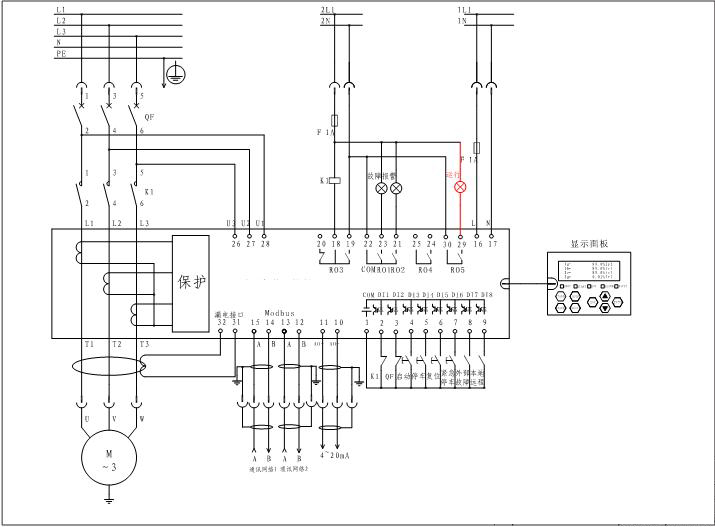 L1
L2
L3
N
PE
2L1
2N
1L1
1N
1 3 5
QF
2 4 6
F 1A
F 1A
1 3 5
K1
2 4 6
K1
故障 报警
运行
L1 L2 L3
U3 U2 U1
L N
26 27 28
20 18 19
22 23 21
25 24
30 29
16 17
RO3
COM RO1 RO2
RO4
RO5
保护
显示面板
漏电接口
Modbus
COM DI1 DI2 DI3 DI4 DI5 DI6 DI7 DI8
32 31 15 14 13 12 11 10
1 2 3 4 5 6 7 8 9
T1 T2 T3
A B A B
K1 QF 启动 停车 复位
紧急停车
外部故障
本地远程
U V W
M
~3
A B A B
4~20mA
通讯网络1 通讯网络2